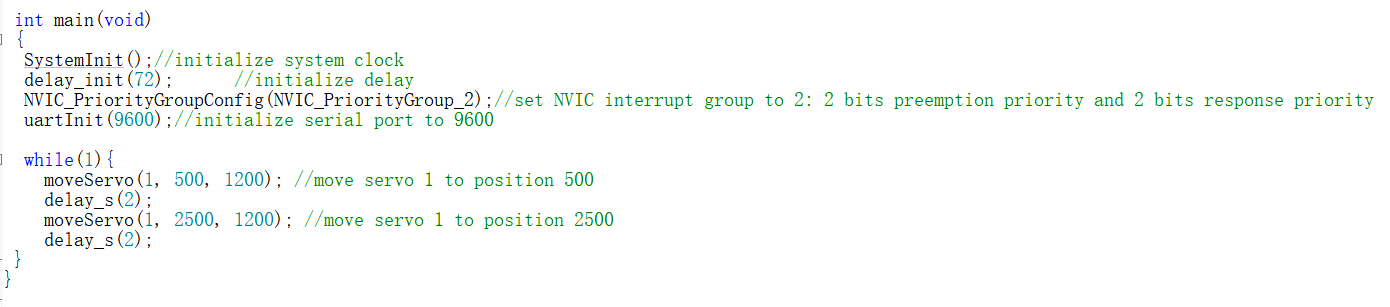 int main(void)
{
SystemInit();//initialize system clock
delay_init(72);      //initialize delay
NVIC_PriorityGroupConfig(NVIC_PriorityGroup_2);//set NVIC interrupt group to 2: 2 bits preemption priority and 2 bits response priority
uartInit(9600);//initialize serial port to 9600
while(1){
moveServo(1, 500, 1200); //move servo 1 to position 500
delay_s(2);
moveServo(1, 2500, 1200); //move servo 1 to position 2500
delay_s(2);
}
}